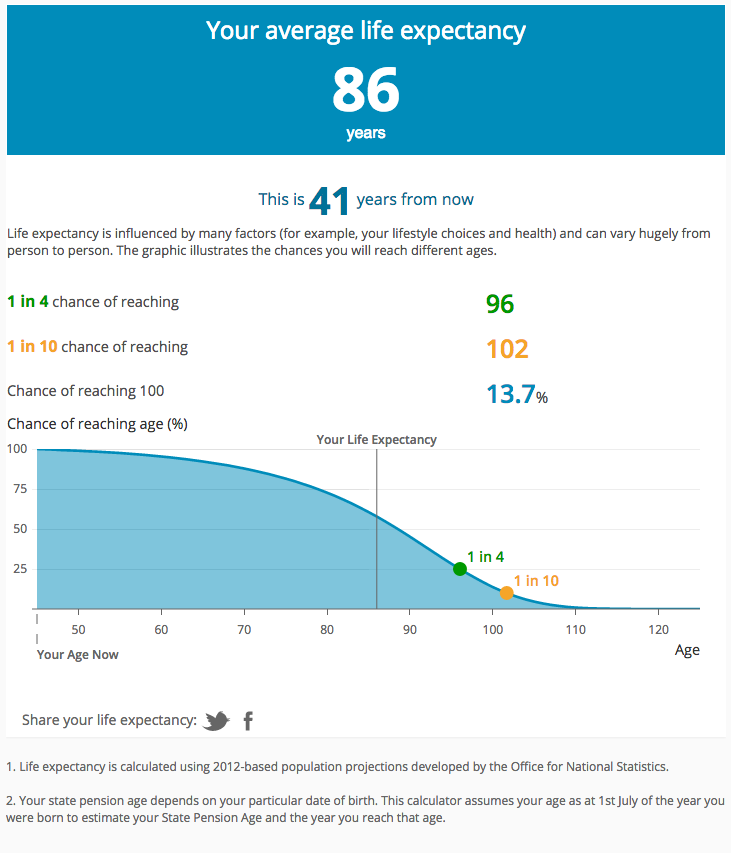 Your average life expectancy
86
years
This is 41 years from now
Life expectancy is influenced by many factors (for example, your lifestyle choices and health) and can vary hugely from
person to person. The graphic illustrates the chances you will reach different ages.
1 in 4 chance of reaching 96
1 in 10 chance of reaching 102
Chance of reaching 100 13.7%
Chance of reaching age (%)
Your Life Expectancy
100
75
50
25
1 in 4
1 in 10
50 60 70 80 90 100 110 120
Your Age Now
Age
Share your life expectancy:
1. Life expectancy is calculated using 2012-based population projections developed by the Office for National Statistics.
2. Your state pension age depends on your particular date of birth. This calculator assumes your age as at 1st July of the year you
were born to estimate your State Pension Age and the year you reach that age.